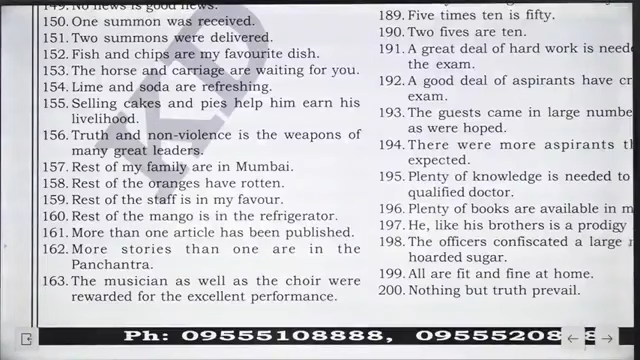 149. No news is good news.
150. One summon was received.
151. Two summons were delivered.
152. Fish and chips are my favourite dish.
153. The horse and carriage are waiting for you.
154. Lime and soda are refreshing.
155. Selling cakes and pies help him earn his
livelihood.
156. Truth and non-violence is the weapons of
many great leaders.
157. Rest of my family are in Mumbai.
158. Rest of the oranges have rotten.
159. Rest of the staff is in my favour.
160. Rest of the mango is in the refrigerator.
161. More than one article has been published.
162. More stories than one are in the
Panchantra.
163. The musician as well as the choir were
rewarded for the excellent performance.
189. Five times ten is fifty.
190. Two fives are ten.
191. A great deal of hard work is
the exam.
192. A good deal of aspirants have
exam.
193. The guests came in large
as were hoped.
194. There were more aspirants
expected.
195. Plenty of knowledge is needed to
qualified doctor.
196. Plenty of books are available in
197. He, like his brothers is a prodigy
198. The officers confiscated a large
hoarded sugar.
199. All are fit and fine at home.
200. Nothing but truth prevail.
KD
Ph: 09555108888,